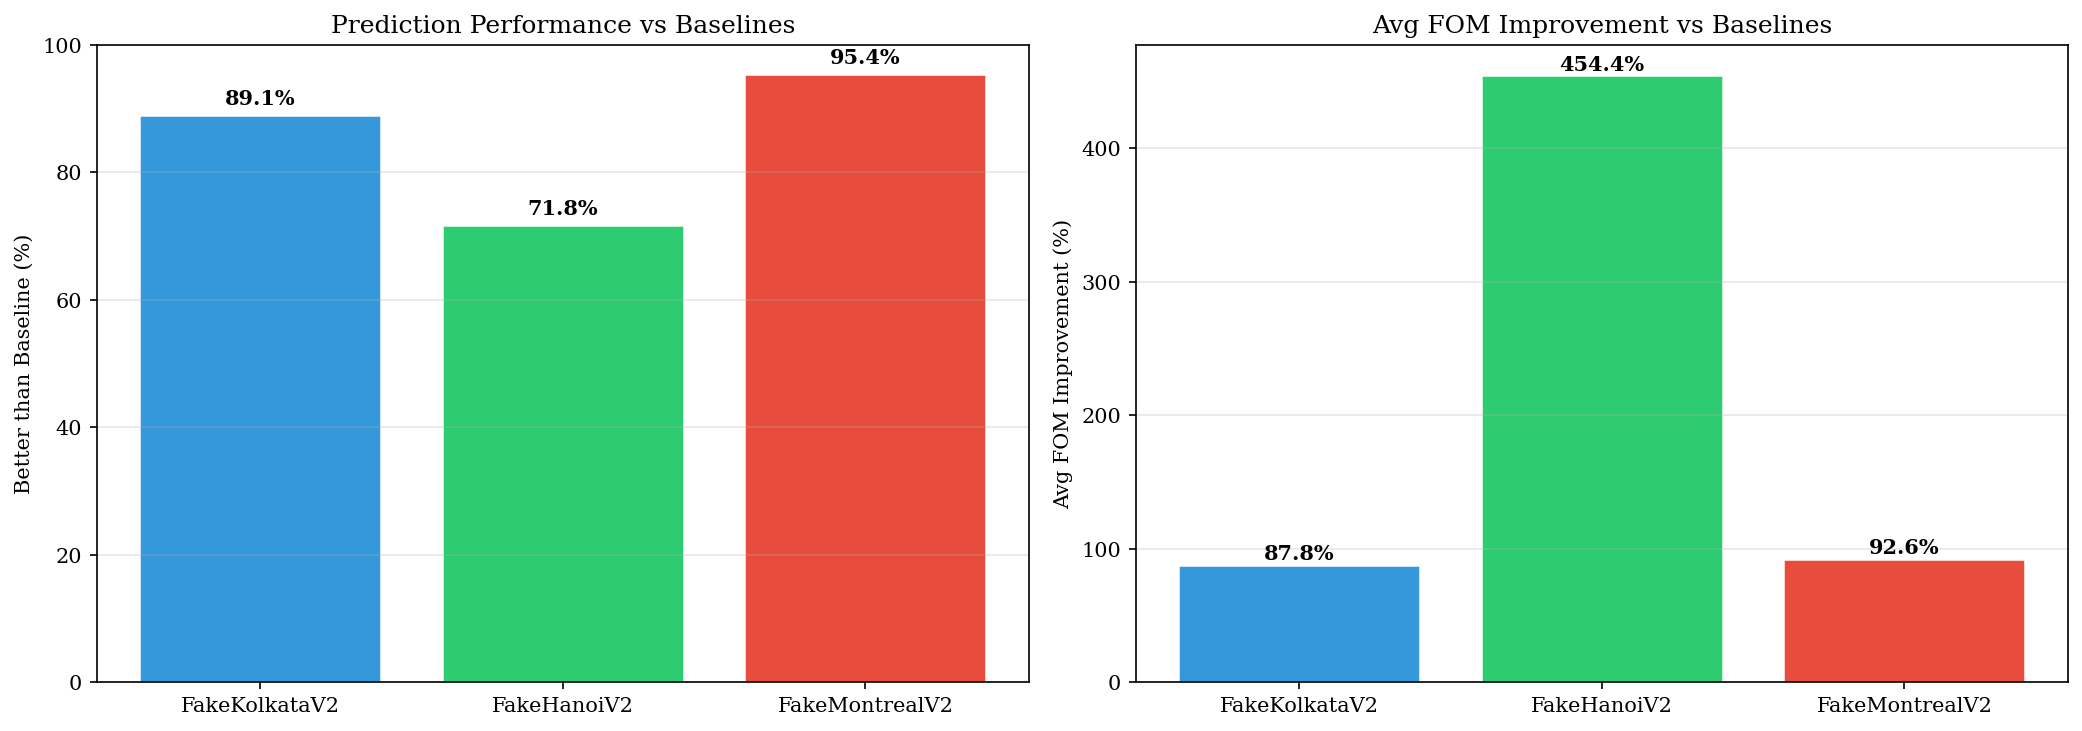 Prediction Performance vs Baselines
Better than Baseline (%)
100
80
60
40
20
0
89.1%
71.8%
95.4%
FakeKolkataV2
FakeHanoiV2
FakeMontrealV2
Avg FOM Improvement vs Baselines
Avg FOM Improvement (%)
400
300
200
100
0
87.8%
454.4%
92.6%
FakeKolkataV2
FakeHanoiV2
FakeMontrealV2